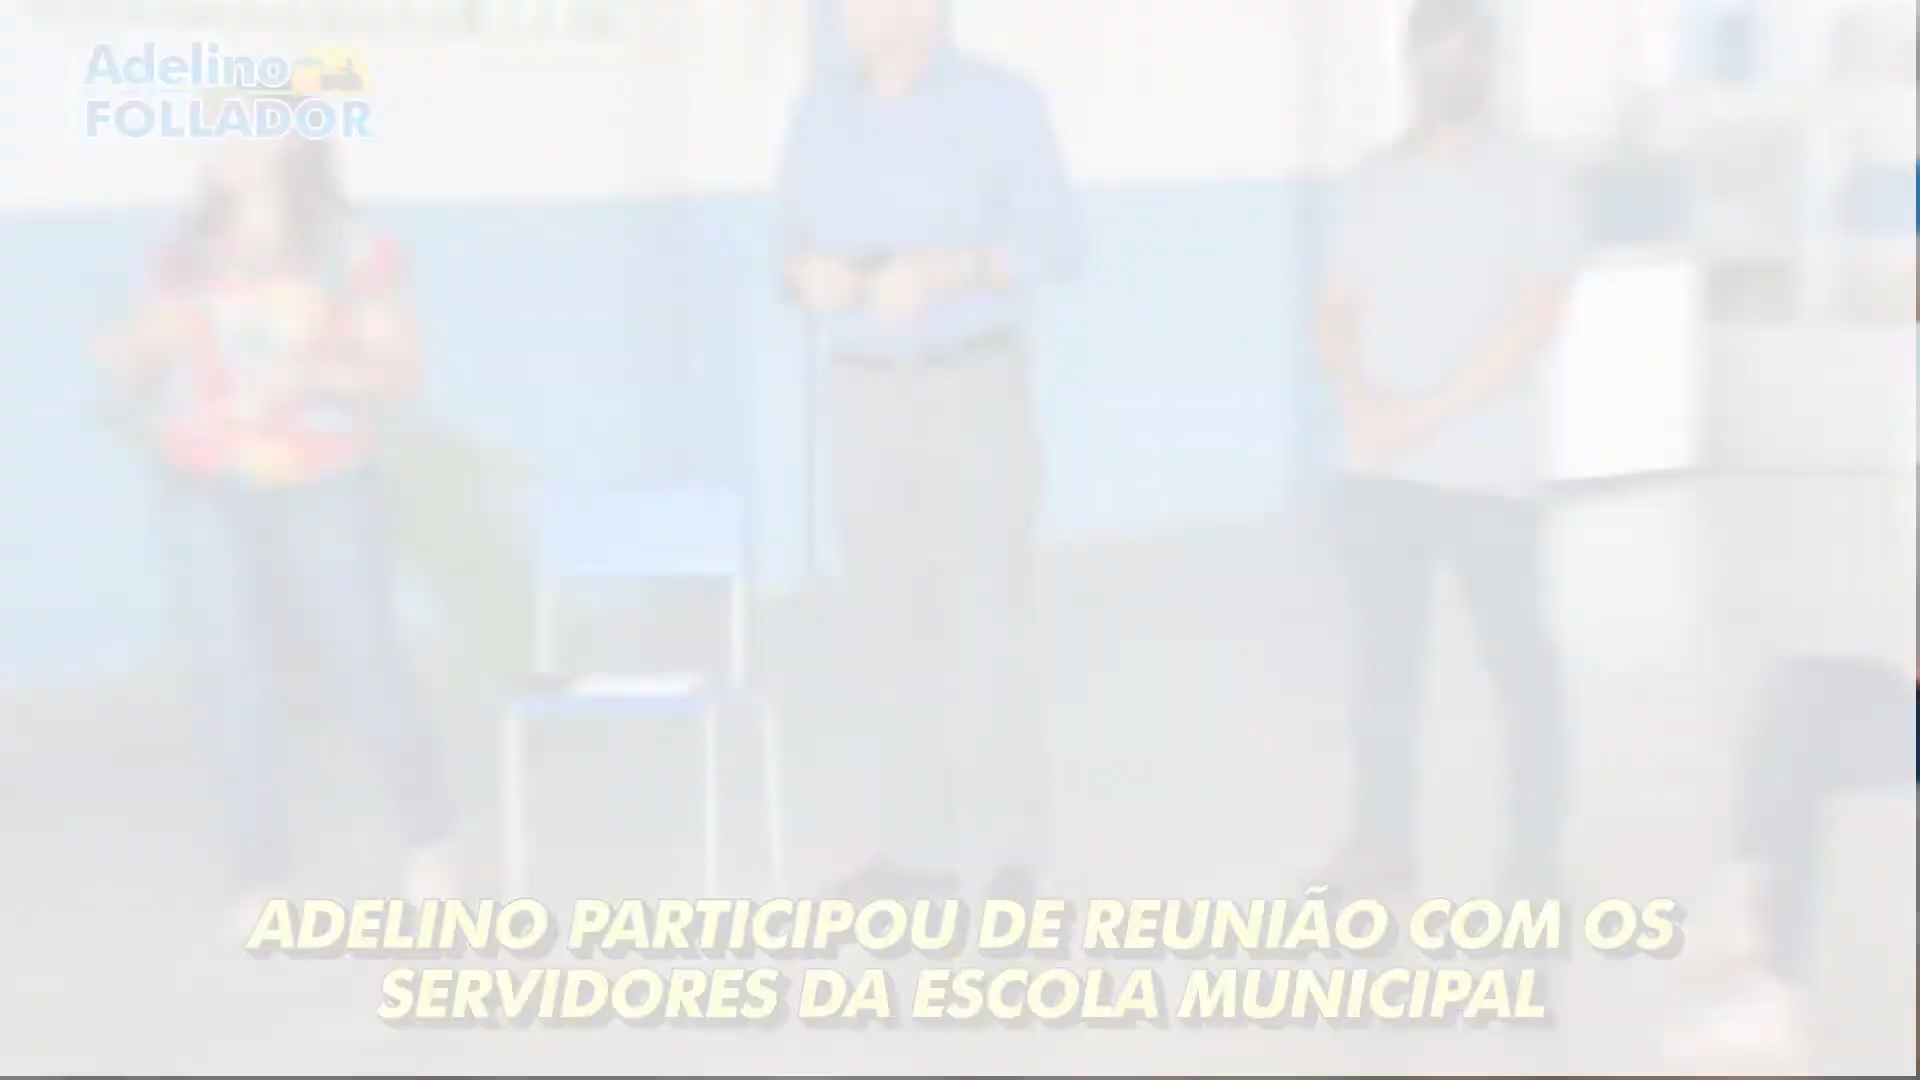 Adelino
FOLLADOR
ADELINO PARTICIPOU DE REUNIÃO COM OS
SERVIDORES DA ESCOLA MUNICIPAL